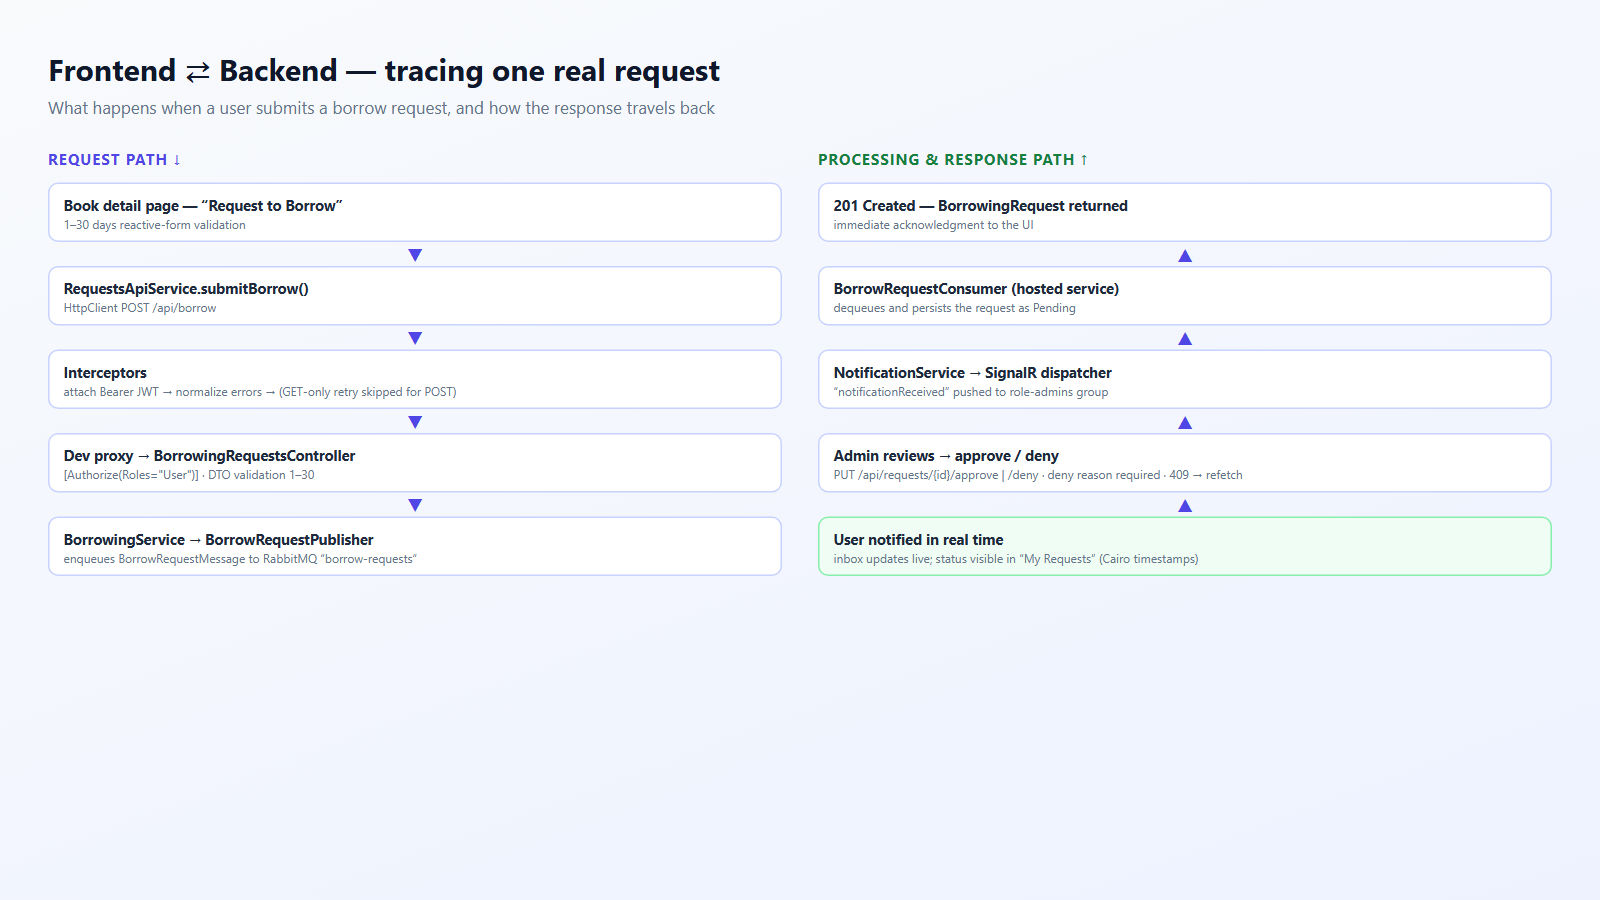 Frontend ⇄ Backend — tracing one real request
What happens when a user submits a borrow request, and how the response travels back
REQUEST PATH ↓
Book detail page — “Request to Borrow”
1–30 days reactive-form validation
▼
RequestsApiService.submitBorrow()
HttpClient POST /api/borrow
▼
Interceptors
attach Bearer JWT → normalize errors → (GET-only retry skipped for POST)
▼
Dev proxy → BorrowingRequestsController
[Authorize(Roles="User")] · DTO validation 1–30
▼
BorrowingService → BorrowRequestPublisher
enqueues BorrowRequestMessage to RabbitMQ “borrow-requests”
PROCESSING & RESPONSE PATH ↑
201 Created — BorrowingRequest returned
immediate acknowledgment to the UI
▲
BorrowRequestConsumer (hosted service)
dequeues and persists the request as Pending
▲
NotificationService → SignalR dispatcher
“notificationReceived” pushed to role-admins group
▲
Admin reviews → approve / deny
PUT /api/requests/{id}/approve | /deny · deny reason required · 409 → refetch
▲
User notified in real time
inbox updates live; status visible in “My Requests” (Cairo timestamps)